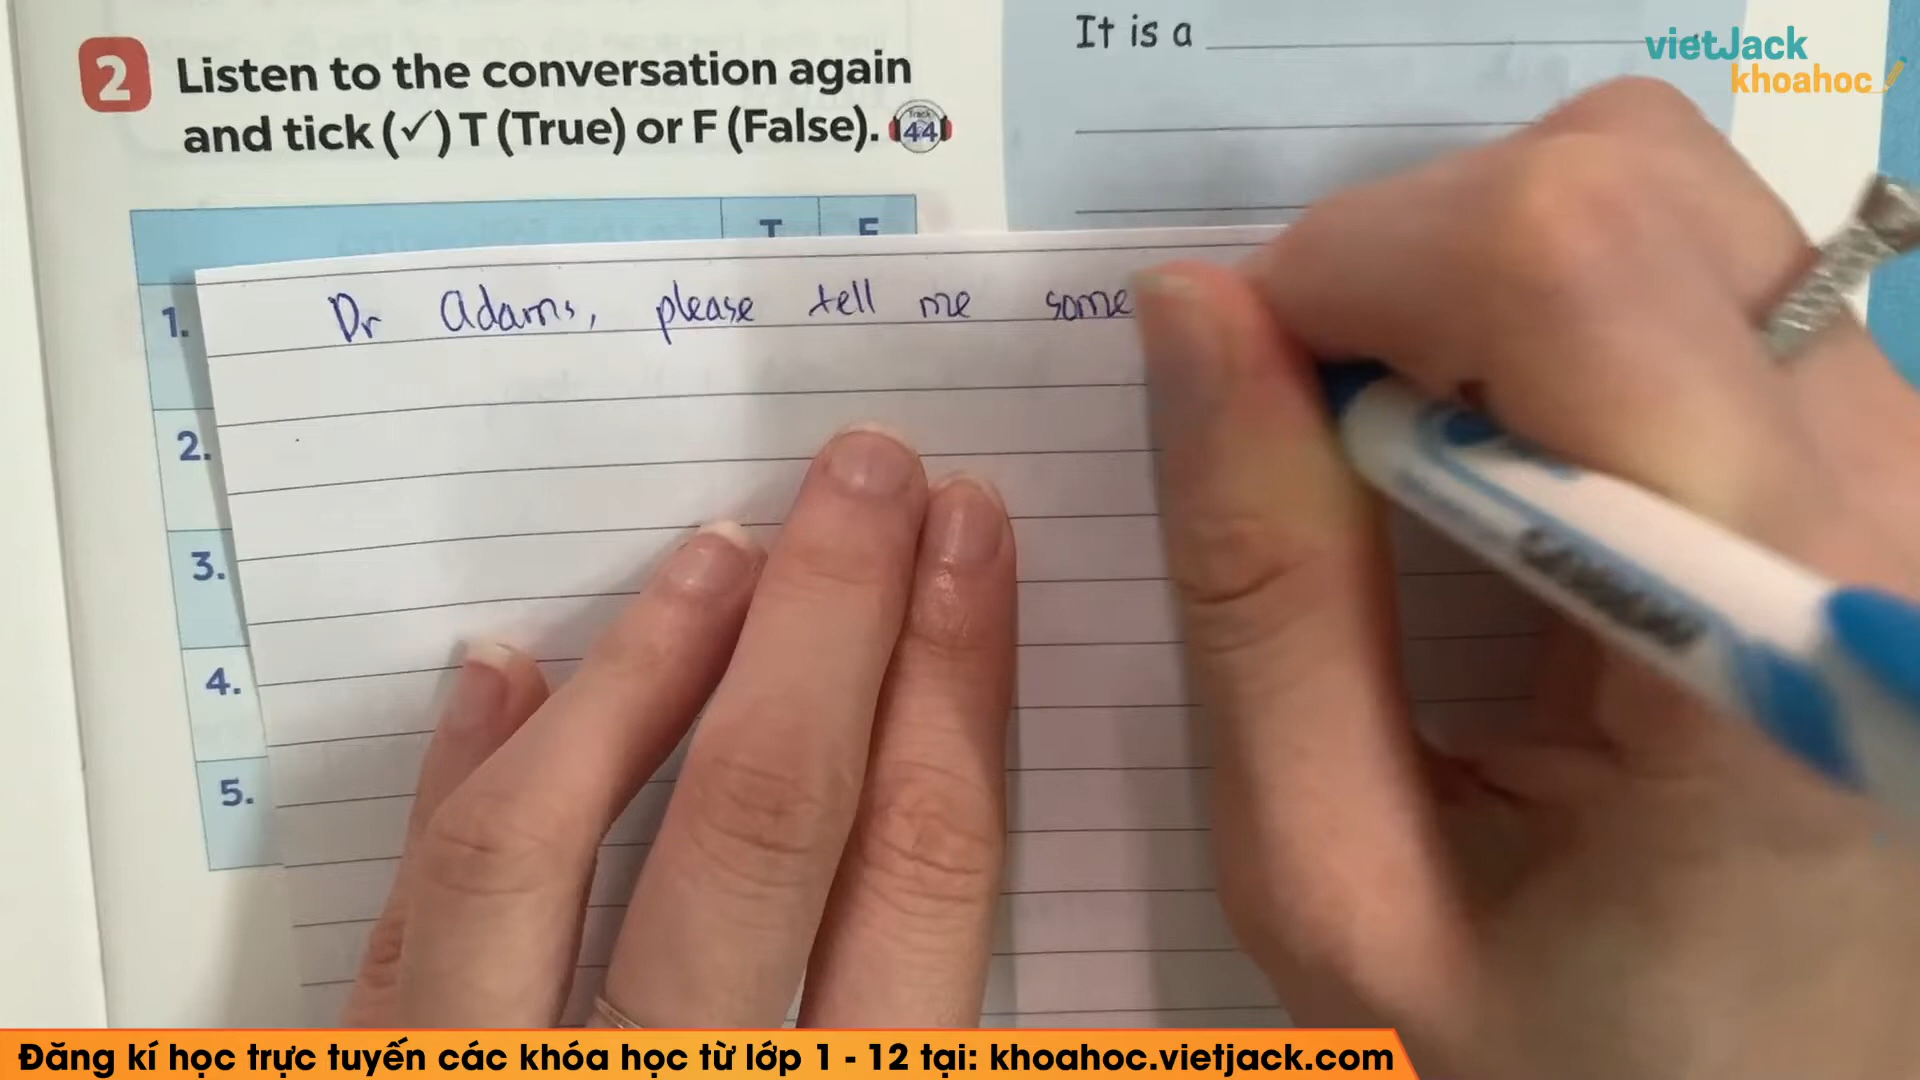 2 Listen to the conversation again
and tick (✓) T (True) or F (False). Track 44
T F
1.
2.
3.
4.
5.
It is a
vietJack
khoahoc
Dr Adams, please tell me some
Đăng kí học trực tuyến các khóa học từ lớp 1 - 12 tại: khoahoc.vietjack.com